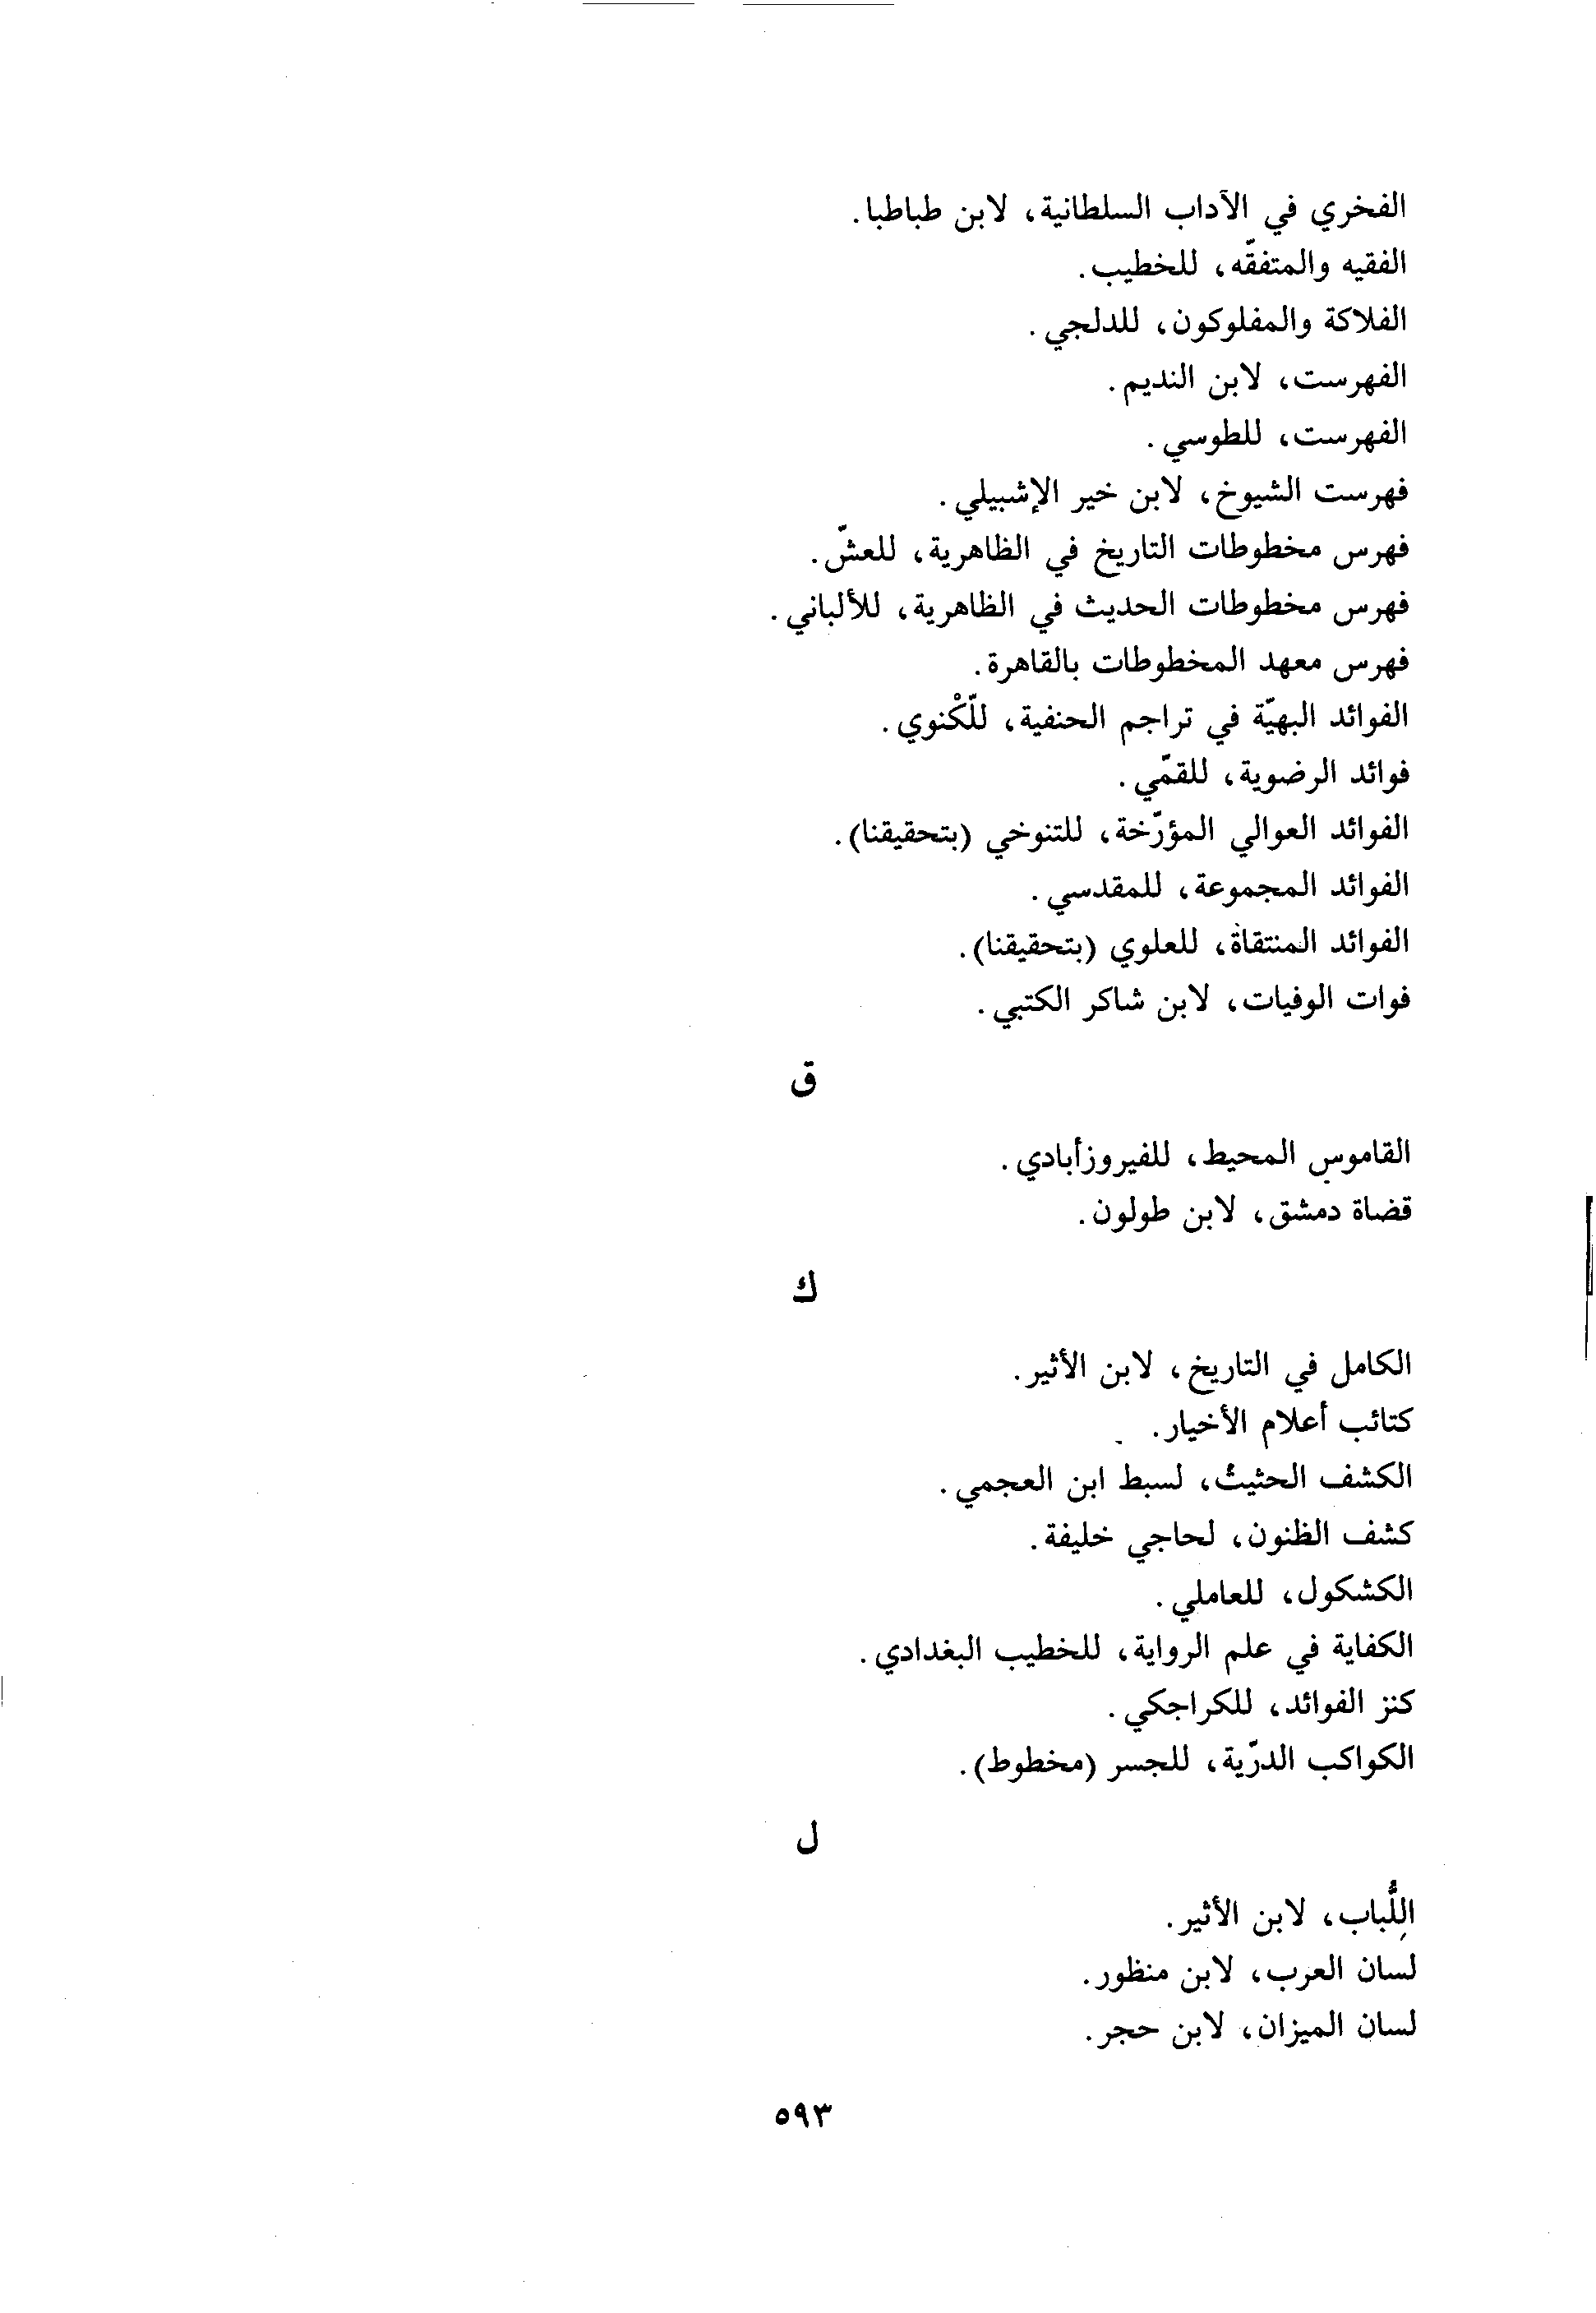 الفخري في الآداب السلطانية، لابن طباطبا.
الفقيه والمتفقّه، للخطيب.
الفلاكة والمفلوكون، للدلجي.
الفهرست، لابن النديم.
الفهرست، للطوسي.
فهرست الشيوخ، لابن خير الإشبيلي.
فهرس مخطوطات التاريخ في الظاهرية، للعشّ.
فهرس مخطوطات الحديث في الظاهرية، للألباني.
فهرس معهد المخطوطات بالقاهرة.
الفوائد البهيّة في تراجم الحنفية، للّكْنوي.
فوائد الرضوية، للقمّي.
الفوائد العوالي المؤرّخة، للتنوخي (بتحقيقنا).
الفوائد المجموعة، للمقدسي.
الفوائد المنتقاة، للعلوي (بتحقيقنا).
فوات الوفيات، لابن شاكر الكتبي.
ق
القاموس المحيط، للفيروزأبادي.
قضاة دمشق، لابن طولون.
ك
الكامل في التاريخ، لابن الأثير.
كتائب أعلام الأخيار.
الكشف الحثيث، لسبط ابن العجمي.
كشف الظنون، لحاجي خليفة.
الكشكول، للعاملي.
الكفاية في علم الرواية، للخطيب البغدادي.
كنز الفوائد، للكراجكي.
الكواكب الدرّية، للجسر (مخطوط).
ل
اللُّباب، لابن الأثير.
لسان العرب، لابن منظور.
لسان الميزان، لابن حجر.
٥٩٣